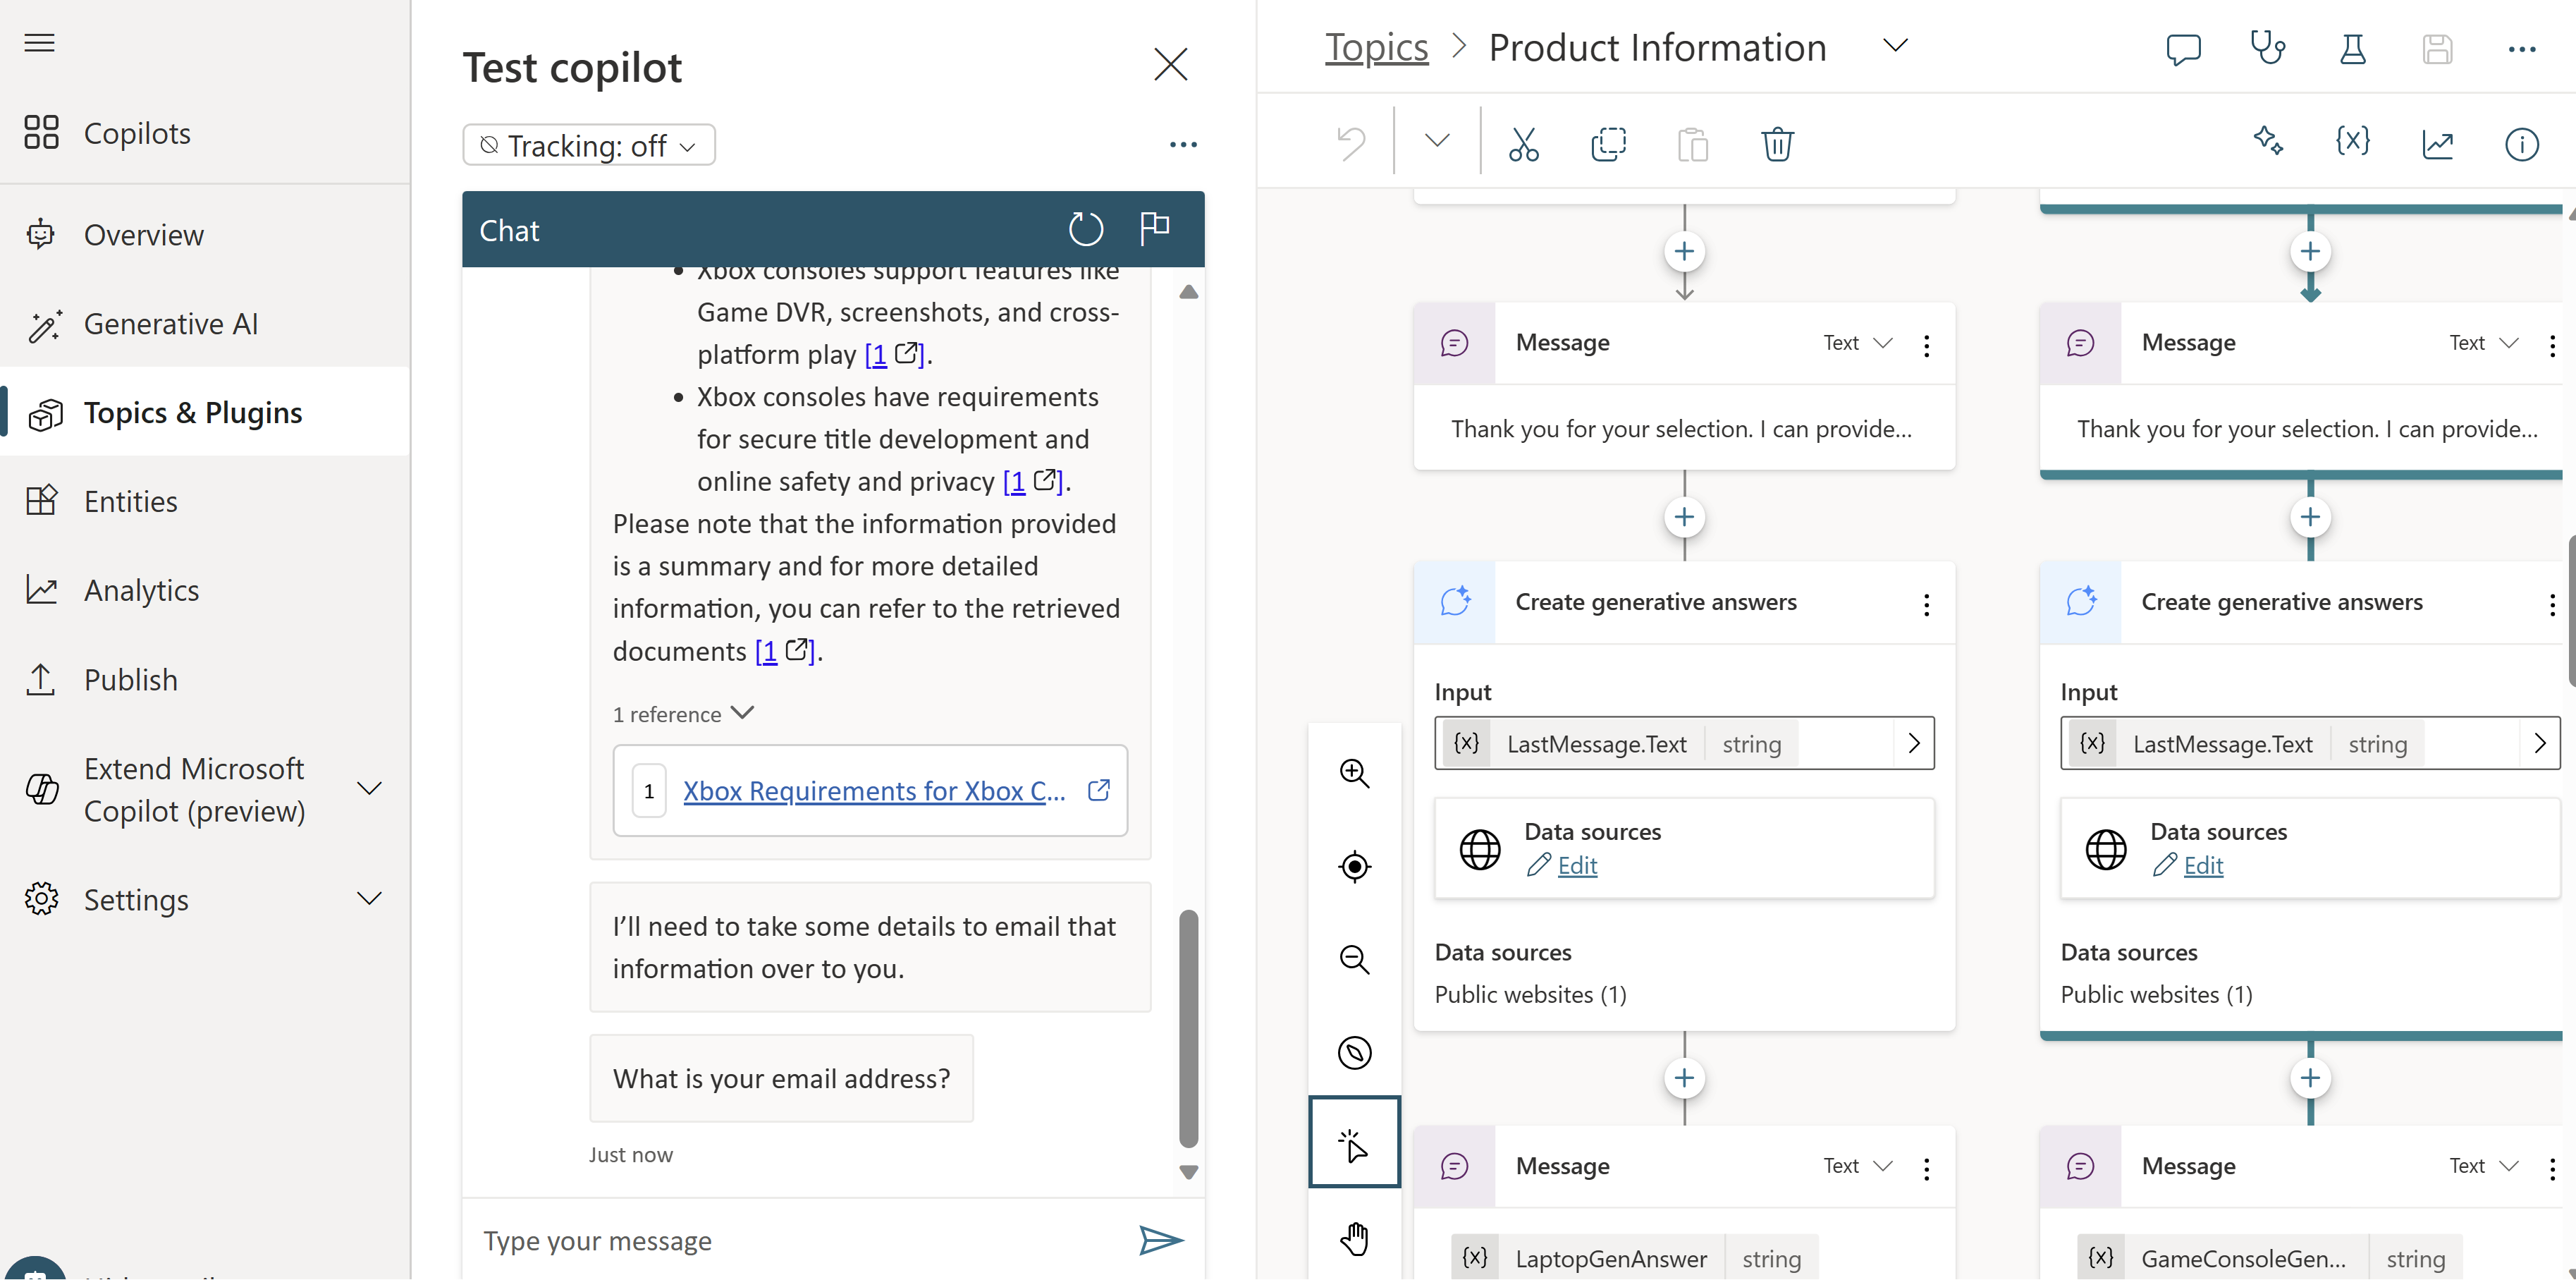 Copilots
Overview
Generative AI
Topics & Plugins
Entities
Analytics
Publish
Extend Microsoft
Copilot (preview)
Settings
Test copilot
Tracking: off
Chat
Xbox consoles support features like
Game DVR, screenshots, and cross-
platform play [1].
Xbox consoles have requirements
for secure title development and
online safety and privacy [1].
Please note that the information provided
is a summary and for more detailed
information, you can refer to the retrieved
documents [1].
1 reference
1 Xbox Requirements for Xbox C...
I’ll need to take some details to email that
information over to you.
What is your email address?
Just now
Type your message
Topics > Product Information
Message Text
Thank you for your selection. I can provide...
Create generative answers
Input
{x} LastMessage.Text string
Data sources
Edit
Data sources
Public websites (1)
Message Text
{x} LaptopGenAnswer string
Message Text
Thank you for your selection. I can provide...
Create generative answers
Input
{x} LastMessage.Text string
Data sources
Edit
Data sources
Public websites (1)
Message Text
{x} GameConsoleGen... string